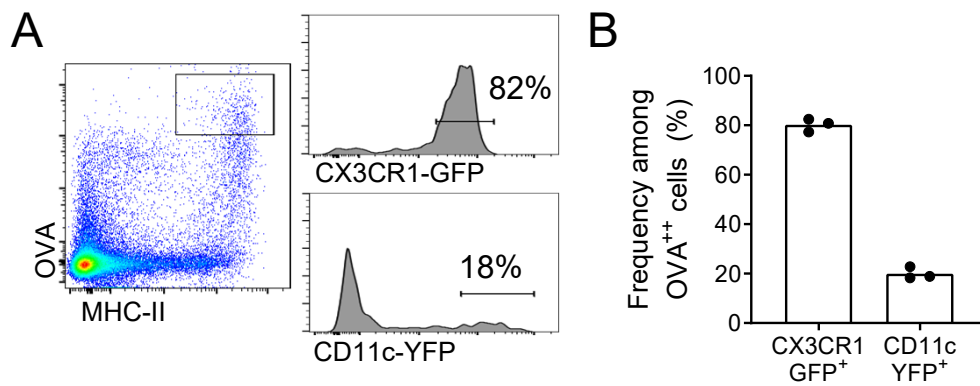 A
OVA
MHC-II
82%
CX3CR1-GFP
18%
CD11c-YFP
B
Frequency among
OVA⁺⁺ cells (%)
100
80
60
40
20
0
CX3CR1
GFP⁺
CD11c
YFP⁺